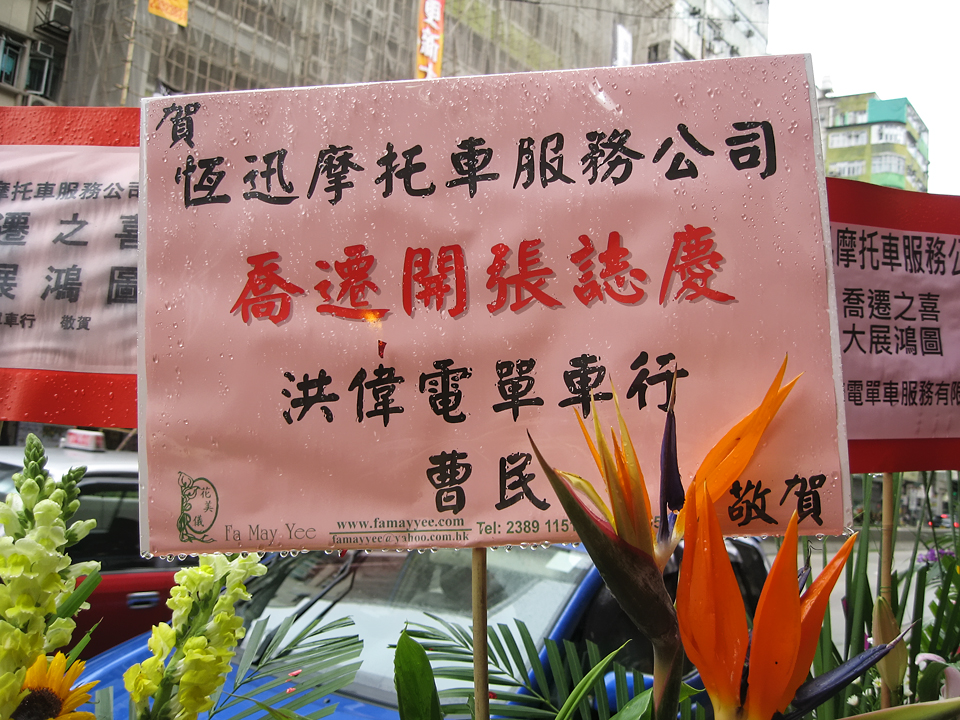 更新大
賀
恆迅摩托車服務公司
喬遷開張誌慶
洪偉電單車行
曹民
敬賀
花美儀
Fa May Yee
www.famayyee.com
famayyee@yahoo.com.hk
Tel: 2389 115
摩托車服務公司
遷之喜
展鴻圖
車行 敬賀
摩托車服務公
喬遷之喜
大展鴻圖
電單車服務有限